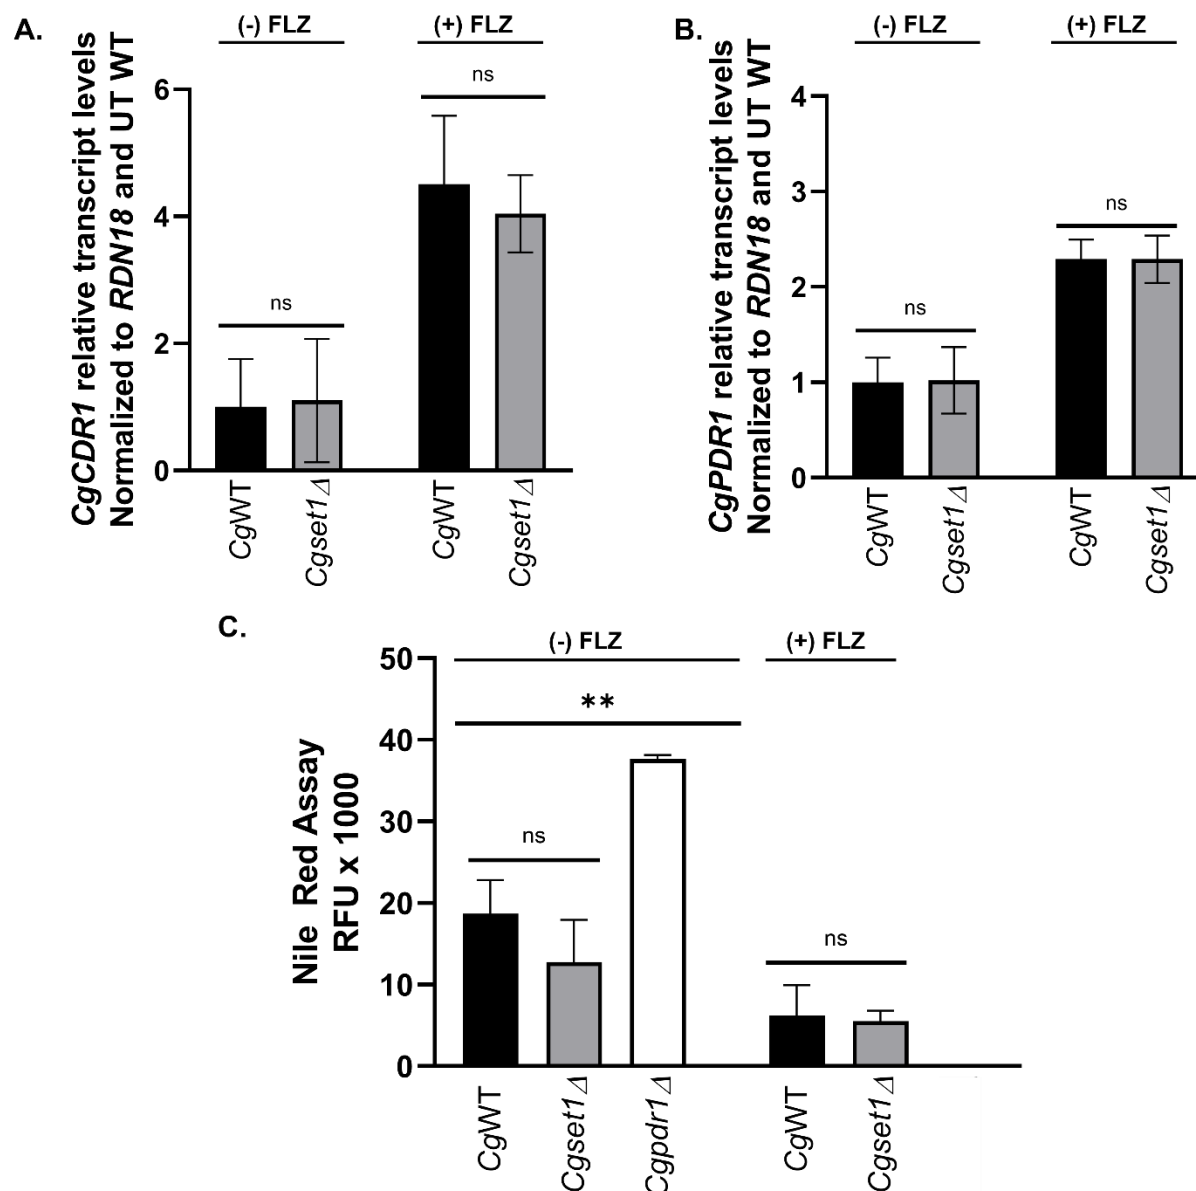 A.
(-) FLZ
(+) FLZ
CgCDR1 relative transcript levels
Normalized to RDN18 and UT WT
6
4
2
0
ns
ns
CgWT
Cgset1Δ
CgWT
Cgset1Δ
B.
(-) FLZ
(+) FLZ
CgPDR1 relative transcript levels
Normalized to RDN18 and UT WT
4
3
2
1
0
ns
ns
CgWT
Cgset1Δ
CgWT
Cgset1Δ
C.
(-) FLZ
(+) FLZ
Nile Red Assay
RFU x 1000
50
40
30
20
10
0
**
ns
ns
CgWT
Cgset1Δ
Cgpdr1Δ
CgWT
Cgset1Δ